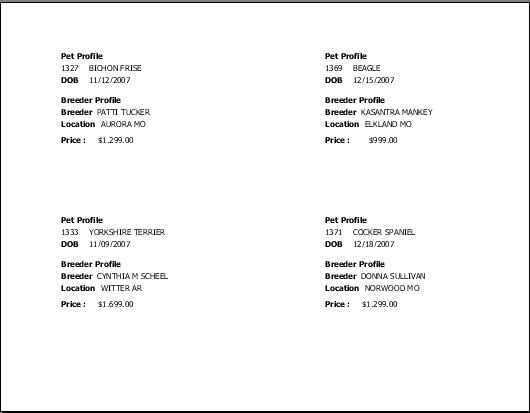 Pet Profile
1327 BICHON FRISE
DOB 11/12/2007
Breeder Profile
Breeder PATTI TUCKER
Location AURORA MO
Price : $1.299.00
Pet Profile
1369 BEAGLE
DOB 12/15/2007
Breeder Profile
Breeder KASANTRA MANKEY
Location ELKLAND MO
Price : $999.00
Pet Profile
1333 YORKSHIRE TERRIER
DOB 11/09/2007
Breeder Profile
Breeder CYNTHIA M SCHEEL
Location WITTER AR
Price : $1.699.00
Pet Profile
1371 COCKER SPANIEL
DOB 12/18/2007
Breeder Profile
Breeder DONNA SULLIVAN
Location NORWOOD MO
Price : $1.299.00